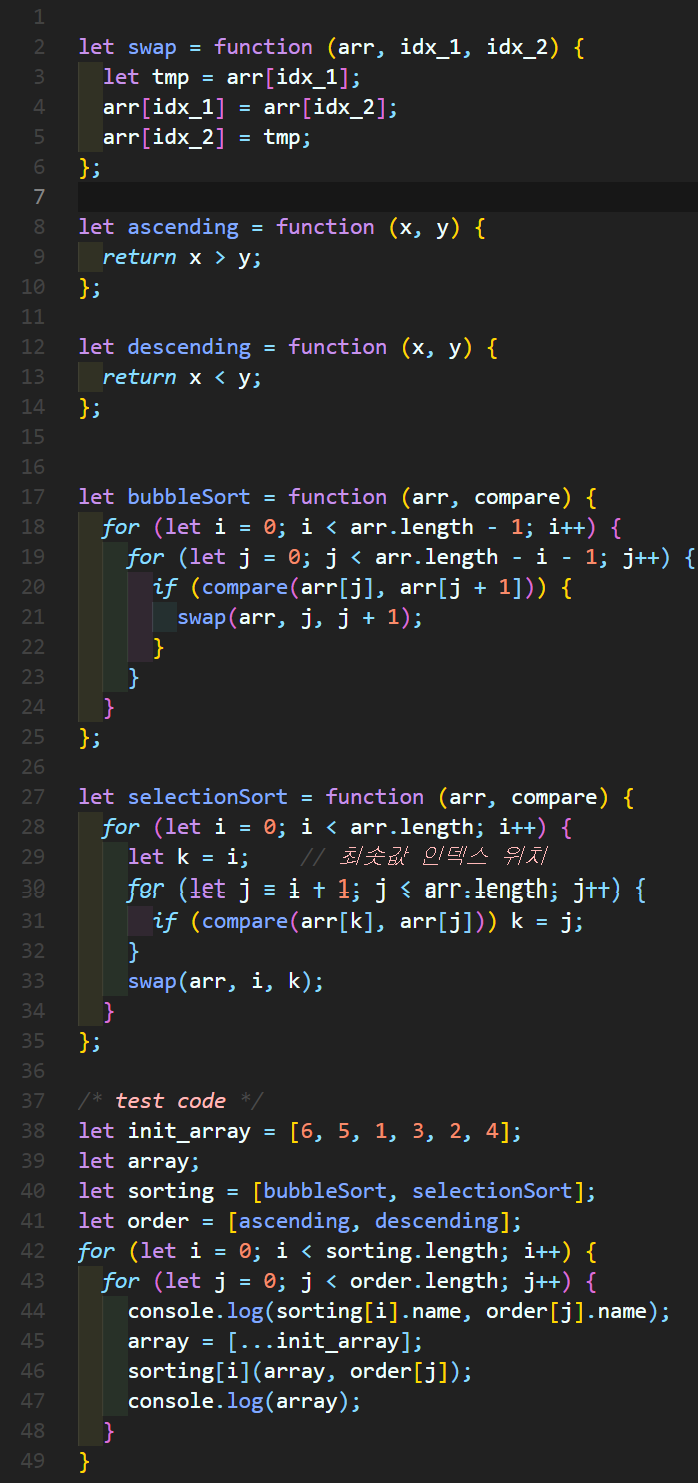 1
2 let swap = function (arr, idx_1, idx_2) {
3   let tmp = arr[idx_1];
4   arr[idx_1] = arr[idx_2];
5   arr[idx_2] = tmp;
6 };
7
8 let ascending = function (x, y) {
9   return x > y;
10 };
11
12 let descending = function (x, y) {
13   return x < y;
14 };
15
16
17 let bubbleSort = function (arr, compare) {
18   for (let i = 0; i < arr.length - 1; i++) {
19     for (let j = 0; j < arr.length - i - 1; j++) {
20       if (compare(arr[j], arr[j + 1])) {
21         swap(arr, j, j + 1);
22       }
23     }
24   }
25 };
26
27 let selectionSort = function (arr, compare) {
28   for (let i = 0; i < arr.length; i++) {
29     let k = i;    // 최솟값 인덱스 위치
30     for (let j = i + 1; j < arr.length; j++) {
31       if (compare(arr[k], arr[j])) k = j;
32     }
33     swap(arr, i, k);
34   }
35 };
36
37 /* test code */
38 let init_array = [6, 5, 1, 3, 2, 4];
39 let array;
40 let sorting = [bubbleSort, selectionSort];
41 let order = [ascending, descending];
42 for (let i = 0; i < sorting.length; i++) {
43   for (let j = 0; j < order.length; j++) {
44     console.log(sorting[i].name, order[j].name);
45     array = [...init_array];
46     sorting[i](array, order[j]);
47     console.log(array);
48   }
49 }